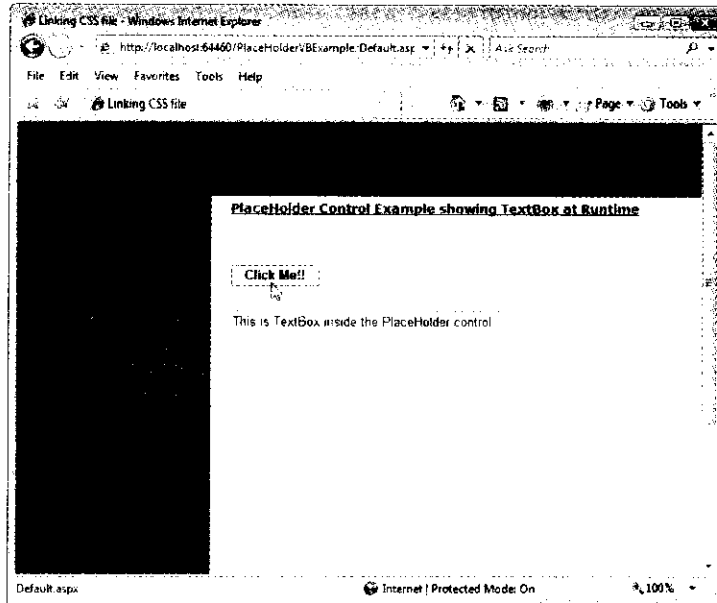 Linking CSS file - Windows Internet Explorer
http://localhost:64460/PlaceHolderVBExample/Default.asp
Ask Search
File Edit View Favorites Tools Help
Linking CSS file
Page Tools
PlaceHolder Control Example showing TextBox at Runtime
Click Me!!
This is TextBox inside the PlaceHolder control
Default.aspx
Internet | Protected Mode: On
100%